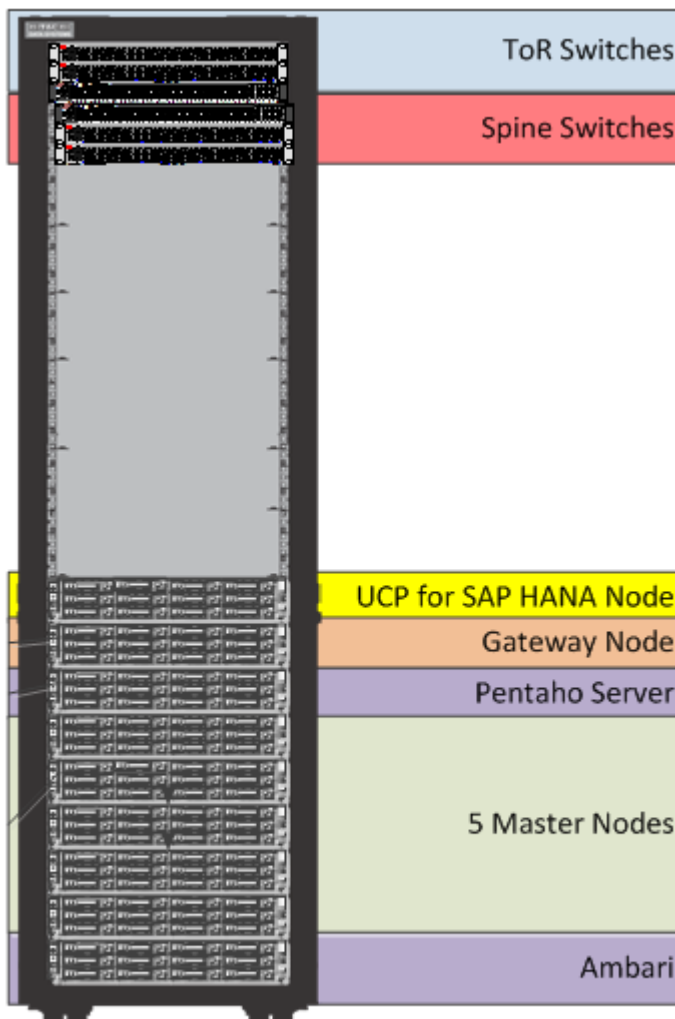 ToR Switches
Spine Switches
UCP for SAP HANA Node
Gateway Node
Pentaho Server
5 Master Nodes
Ambari